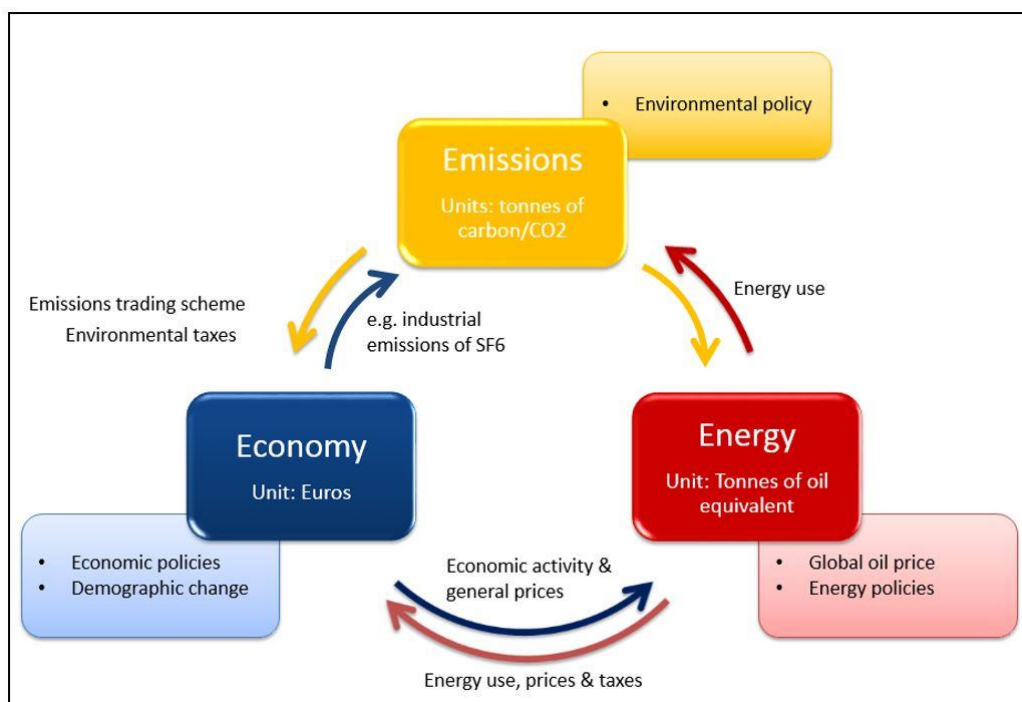 • Environmental policy
Emissions
Units: tonnes of
carbon/CO2
Emissions trading scheme
Environmental taxes
e.g. industrial
emissions of SF6
Energy use
Economy
Unit: Euros
Energy
Unit: Tonnes of oil
equivalent
• Economic policies
• Demographic change
Economic activity &
general prices
• Global oil price
• Energy policies
Energy use, prices & taxes